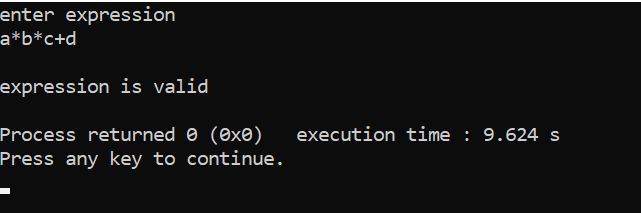 enter expression
a*b*c+d
expression is valid
Process returned 0 (0x0)   execution time : 9.624 s
Press any key to continue.